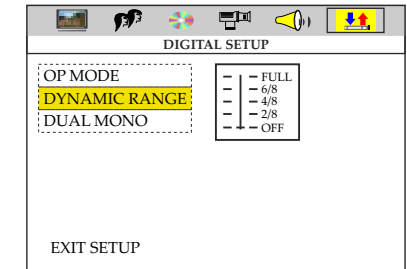 DIGITAL SETUP
OP MODE
DYNAMIC RANGE
DUAL MONO
FULL
6/8
4/8
2/8
OFF
EXIT SETUP